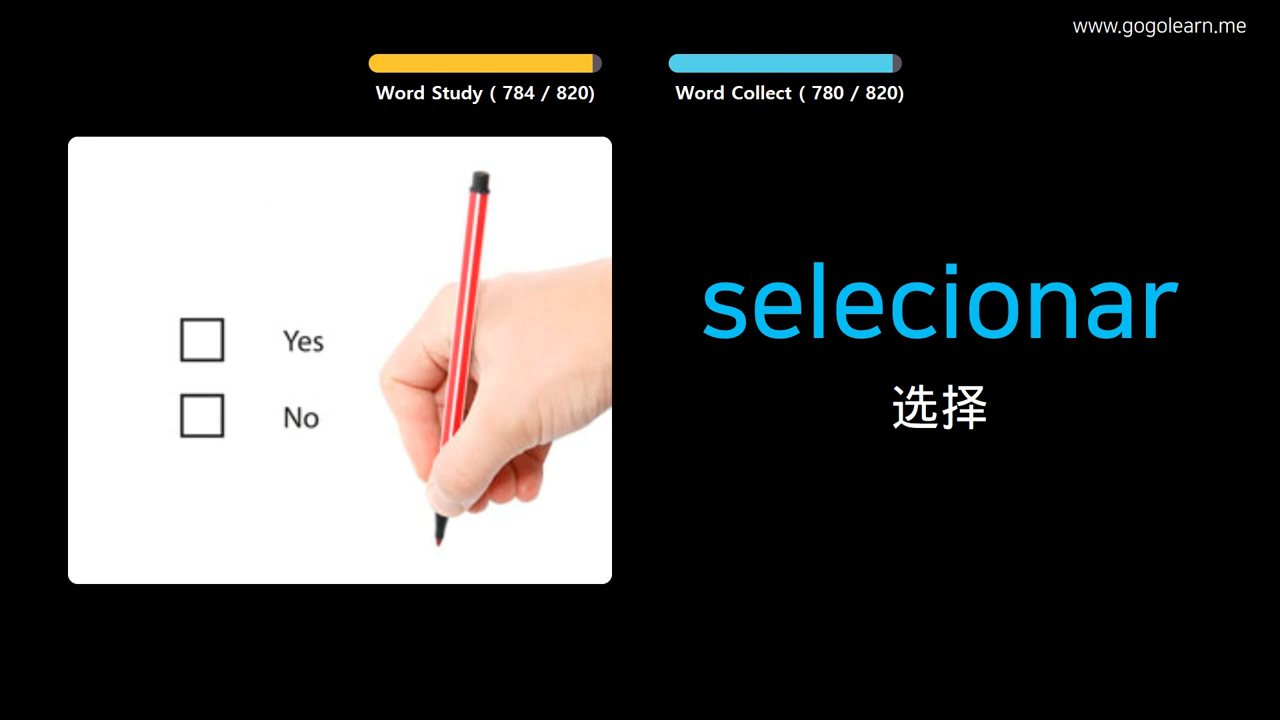 www.gogolearn.me
Word Study ( 784 / 820)
Word Collect ( 780 / 820)
Yes
No
selecionar
选择